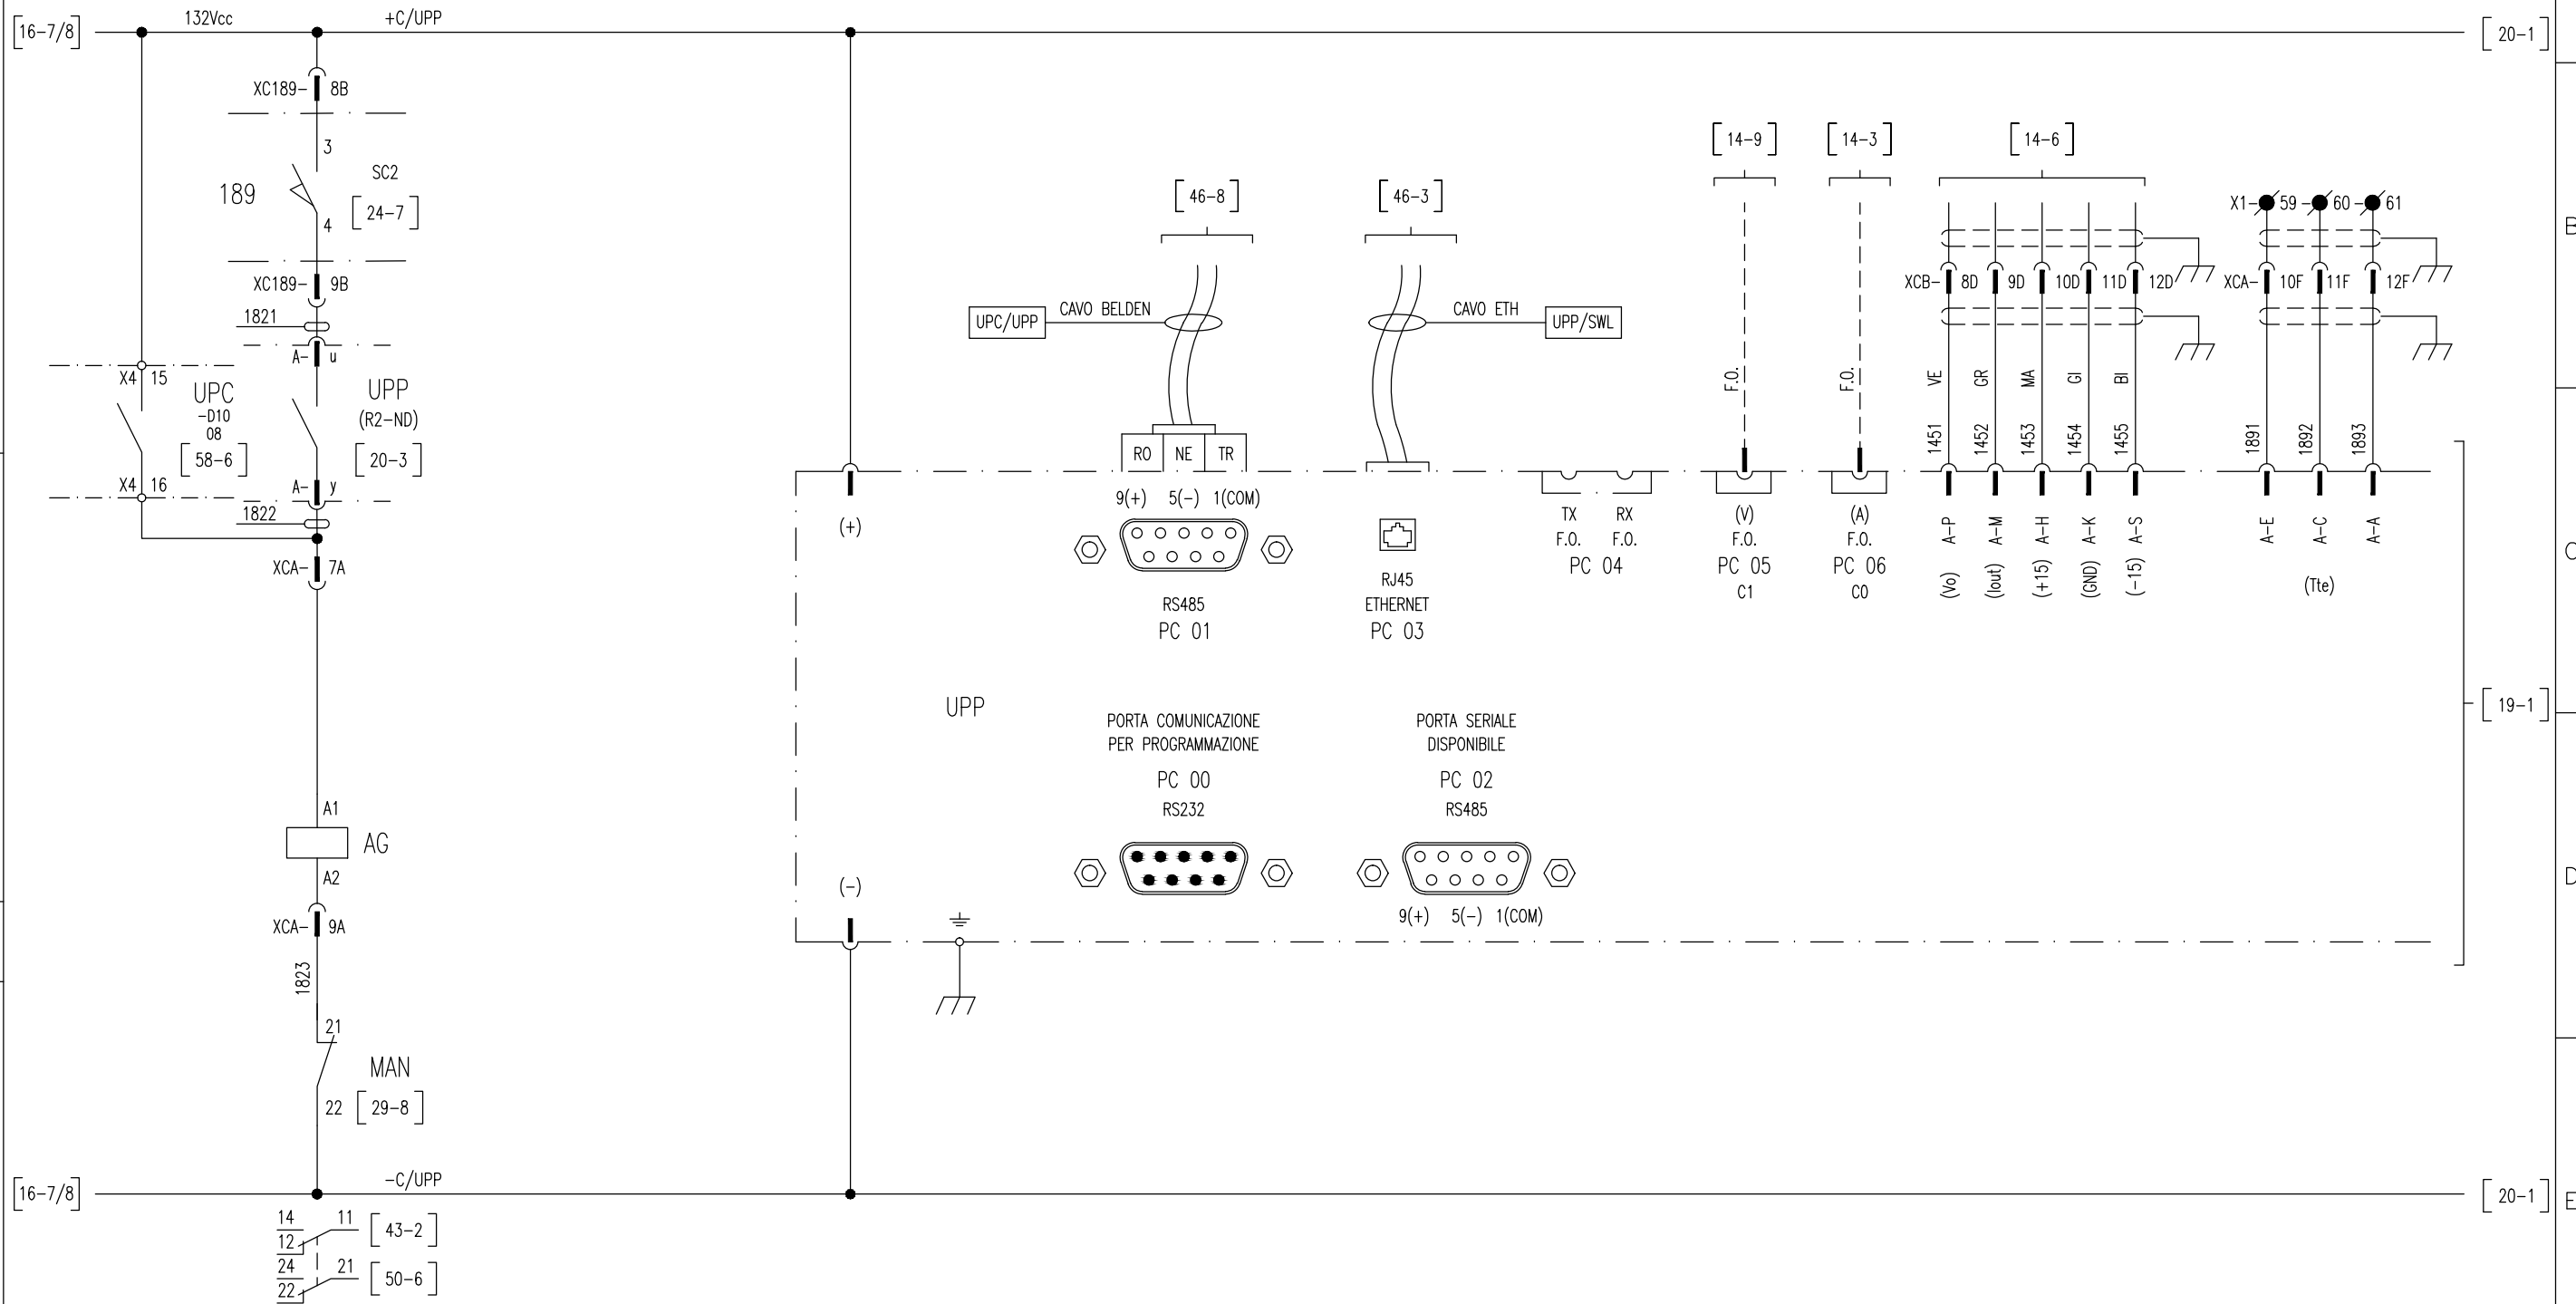 [16-7/8] 132Vcc +C/UPP [20-1]
XC189- 8B
3
189 SC2
[24-7]
4
XC189- 9B
1821
A- u
X4 15
UPC
-D10
08
[58-6]
UPP
(R2-ND)
[20-3]
X4 16
A- y
1822
XCA- 7A
A1
AG
A2
XCA- 9A
1823
21
MAN
22 [29-8]
[16-7/8] -C/UPP [20-1]
14 11 [43-2]
12
24 21 [50-6]
22
[46-8] [46-3] [14-9] [14-3] [14-6]
X1- 59 - 60 - 61
XCB- 8D 9D 10D 11D 12D
XCA- 10F 11F 12F
UPC/UPP CAVO BELDEN
CAVO ETH UPP/SWL
F.O. F.O.
VE GR MA GI BI
1451 1452 1453 1454 1455
1891 1892 1893
RO NE TR
(+)
9(+) 5(-) 1(COM)
RS485
PC 01
RJ45
ETHERNET
PC 03
TX RX
F.O. F.O.
PC 04
(V)
F.O.
PC 05
C1
(A)
F.O.
PC 06
C0
A-P A-M A-H A-K A-S
(Vo) (Iout) (+15) (GND) (-15)
A-E A-C A-A
(Tte)
UPP
[19-1]
PORTA COMUNICAZIONE
PER PROGRAMMAZIONE
PC 00
RS232
PORTA SERIALE
DISPONIBILE
PC 02
RS485
9(+) 5(-) 1(COM)
(-)
B
C
D
E